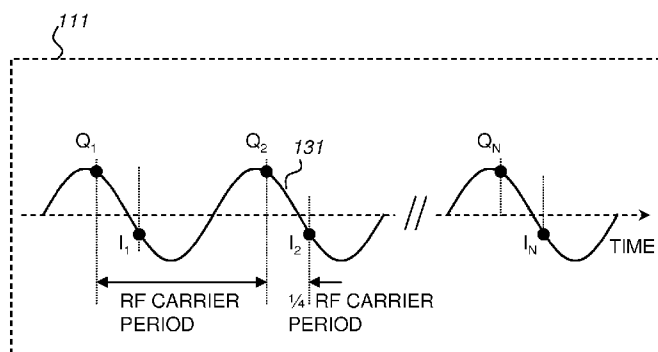 111
Q1 Q2 131 QN
I1 I2 IN TIME
RF CARRIER PERIOD
¼ RF CARRIER PERIOD